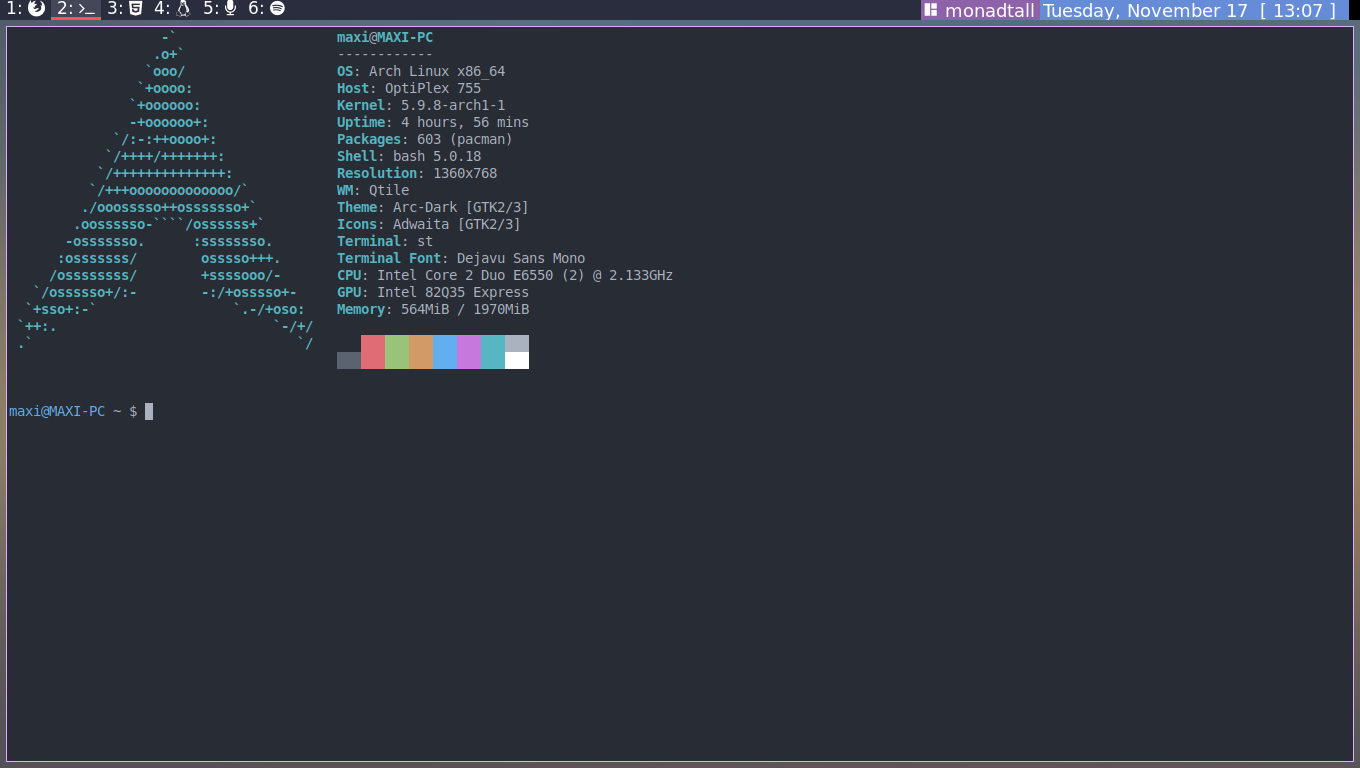 1: 2: 3: 4: 5: 6: monadtall Tuesday, November 17 [ 13:07 ]
                   -`
                  .o+`
                 `ooo/
                `+oooo:
               `+oooooo:
               -+oooooo+:
             `/:-:++oooo+:
            `/++++/+++++++:
           `/++++++++++++++:
          `/+++ooooooooooooo/`
         ./ooosssso++osssssso+`
        .oossssso-````/ossssss+`
       -osssssso.      :ssssssso.
      :osssssss/        osssso+++.
     /ossssssss/        +ssssooo/-
   `/ossssso+/:-        -:/+osssso+-
  `+sso+:-`                 `.-/+oso:
 `++:.                           `-/+/
 .`                                 `/
maxi@MAXI-PC
------------
OS: Arch Linux x86_64
Host: OptiPlex 755
Kernel: 5.9.8-arch1-1
Uptime: 4 hours, 56 mins
Packages: 603 (pacman)
Shell: bash 5.0.18
Resolution: 1360x768
WM: Qtile
Theme: Arc-Dark [GTK2/3]
Icons: Adwaita [GTK2/3]
Terminal: st
Terminal Font: Dejavu Sans Mono
CPU: Intel Core 2 Duo E6550 (2) @ 2.133GHz
GPU: Intel 82Q35 Express
Memory: 564MiB / 1970MiB
maxi@MAXI-PC ~ $